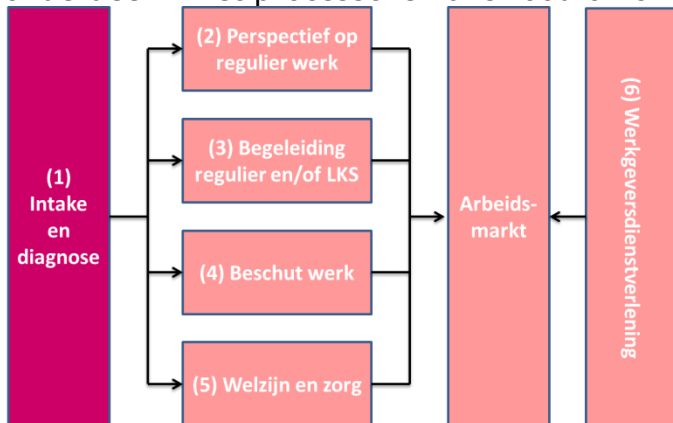 (1)
Intake
en
diagnose
(2) Perspectief op
regulier werk
(3) Begeleiding
regulier en/of LKS
(4) Beschut werk
(5) Welzijn en zorg
Arbeids-
markt
(6) Werkgeversdienstverlening